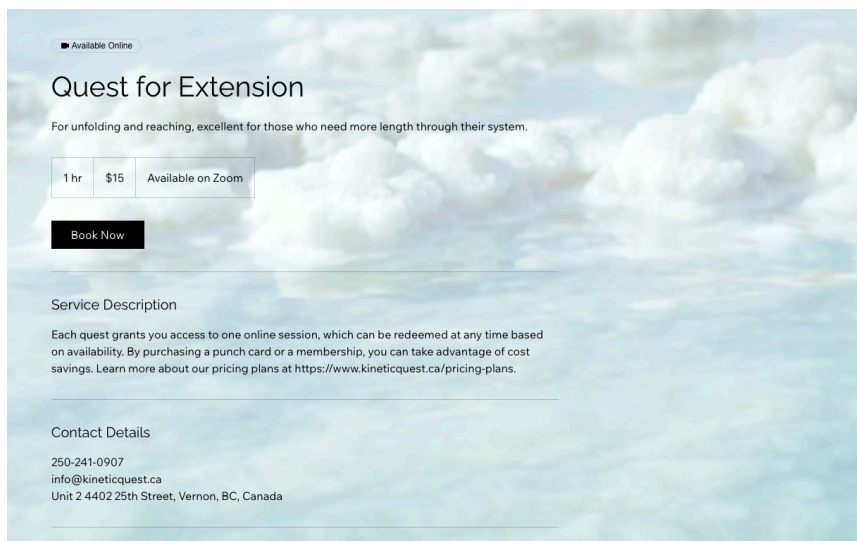 Available Online
Quest for Extension
For unfolding and reaching, excellent for those who need more length through their system.
1 hr $15 Available on Zoom
Book Now
Service Description
Each quest grants you access to one online session, which can be redeemed at any time based
on availability. By purchasing a punch card or a membership, you can take advantage of cost
savings. Learn more about our pricing plans at https://www.kineticquest.ca/pricing-plans.
Contact Details
250-241-0907
info@kineticquest.ca
Unit 2 4402 25th Street, Vernon, BC, Canada